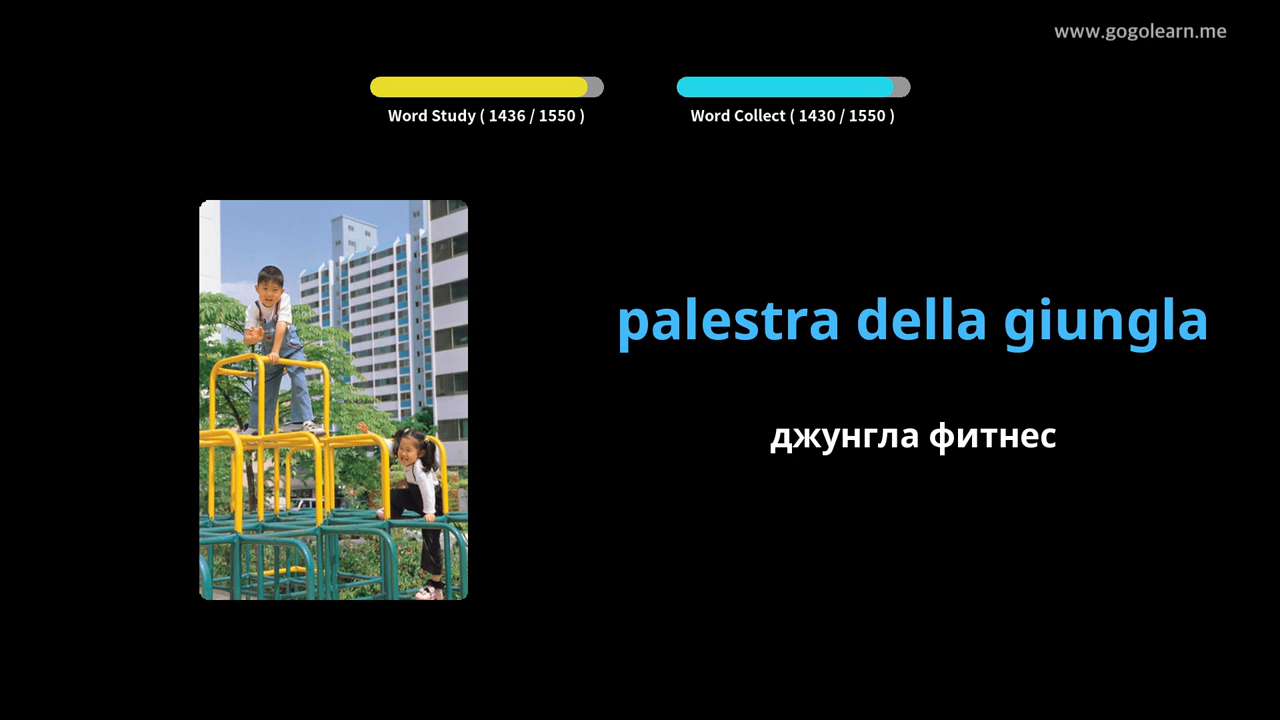 www.gogolearn.me
Word Study ( 1436 / 1550 )
Word Collect ( 1430 / 1550 )
palestra della giungla
джунгла фитнес